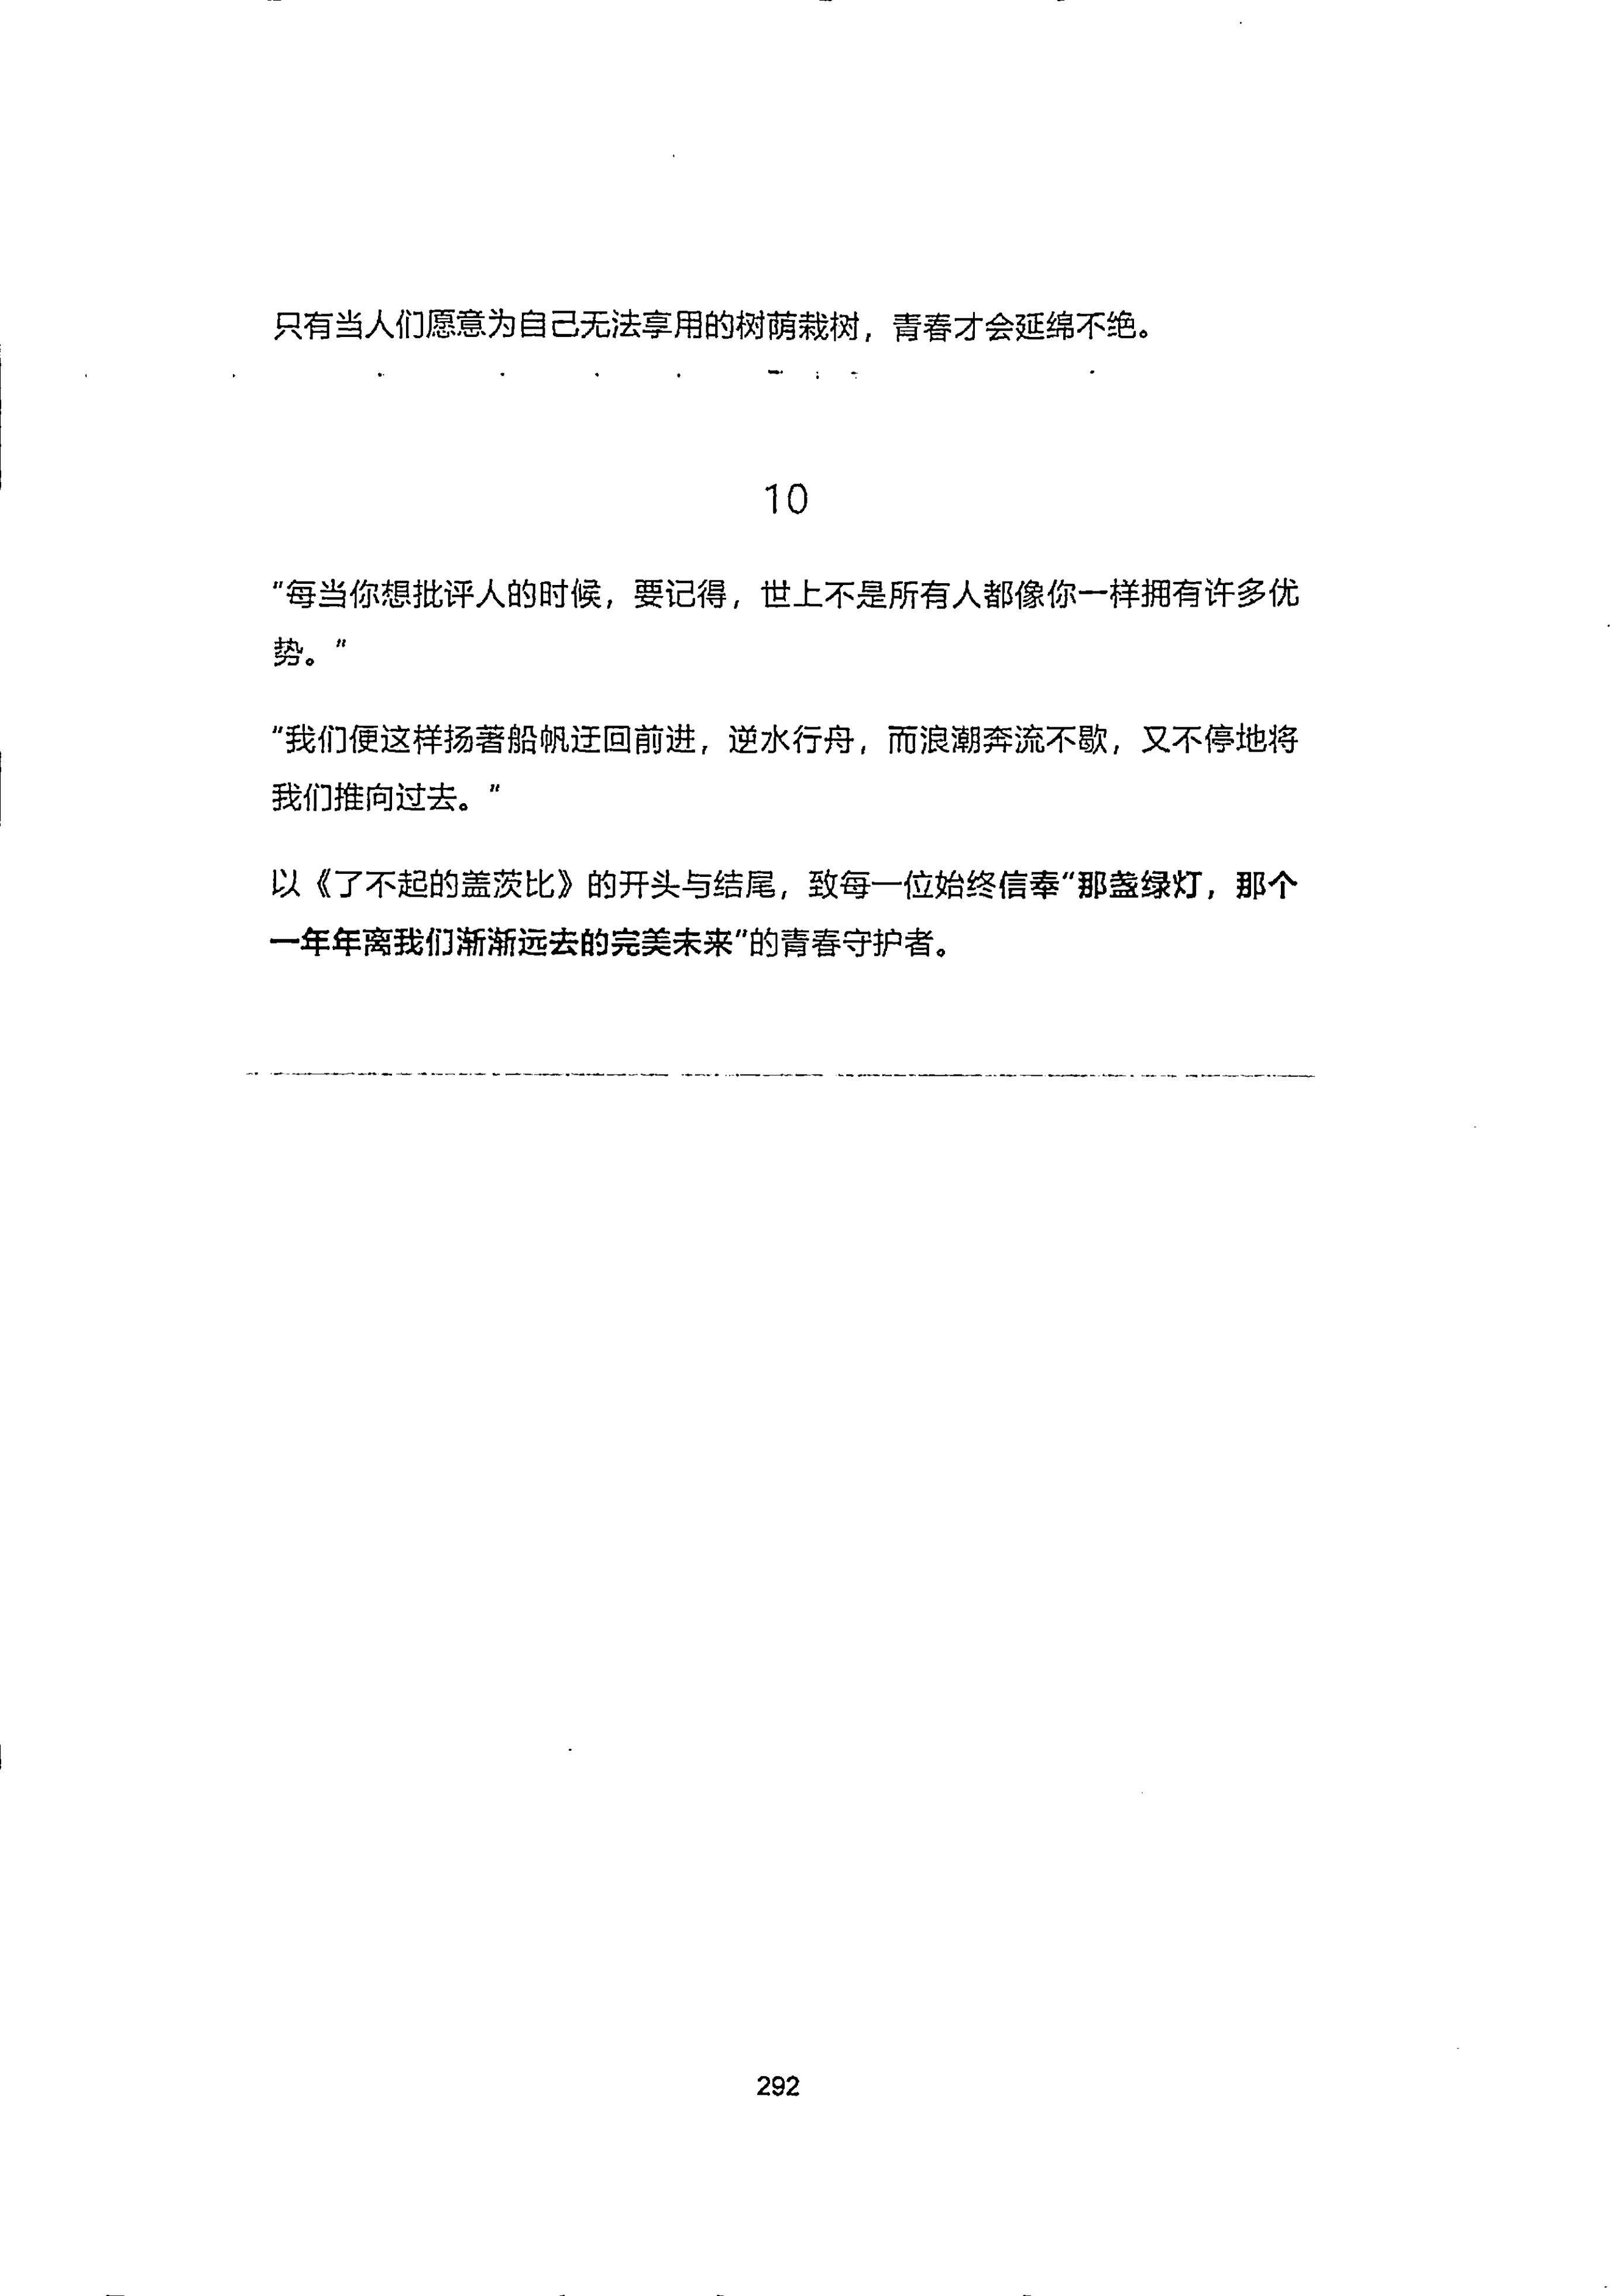 只有当人们愿意为自己无法享用的树荫栽树，青春才会延绵不绝。
10
"每当你想批评人的时候，要记得，世上不是所有人都像你一样拥有许多优
势。"
"我们便这样扬著船帆迂回前进，逆水行舟，而浪潮奔流不歇，又不停地将
我们推向过去。"
以《了不起的盖茨比》的开头与结尾，致每一位始终信奉"那盏绿灯，那个
一年年离我们渐渐远去的完美未来"的青春守护者。
292